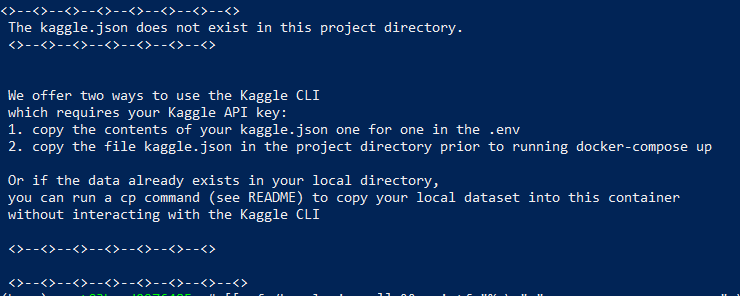 <>--<>--<>--<>--<>--<>--<>--<>
The kaggle.json does not exist in this project directory.
<>--<>--<>--<>--<>--<>--<>
We offer two ways to use the Kaggle CLI
which requires your Kaggle API key:
1. copy the contents of your kaggle.json one for one in the .env
2. copy the file kaggle.json in the project directory prior to running docker-compose up
Or if the data already exists in your local directory,
you can run a cp command (see README) to copy your local dataset into this container
without interacting with the Kaggle CLI
<>--<>--<>--<>--<>--<>--<>
<>--<>--<>--<>--<>--<>--<>--<>